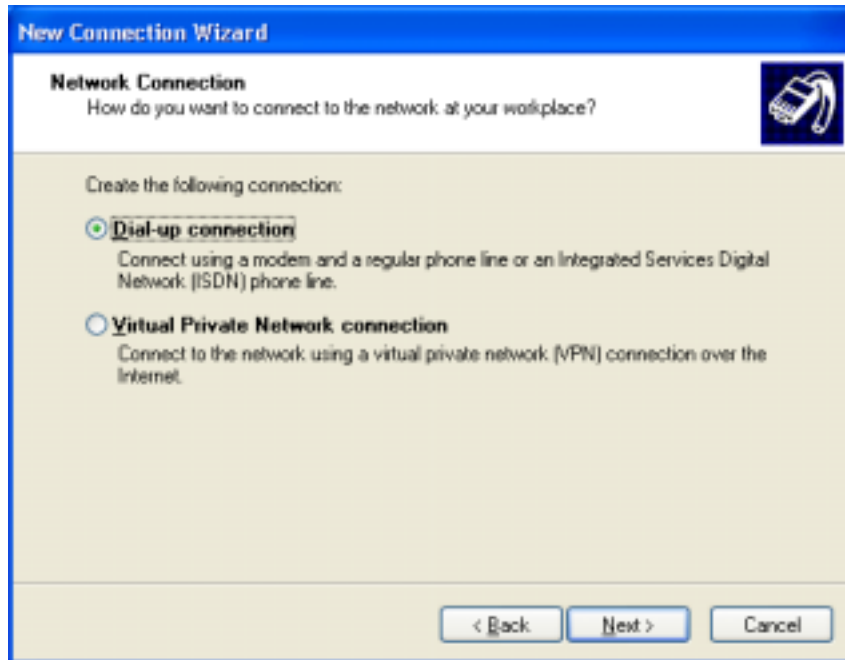 New Connection Wizard
Network Connection
How do you want to connect to the network at your workplace?
Create the following connection:
Dial-up connection
Connect using a modem and a regular phone line or an Integrated Services Digital
Network (ISDN) phone line.
Virtual Private Network connection
Connect to the network using a virtual private network (VPN) connection over the
Internet.
< Back
Next >
Cancel